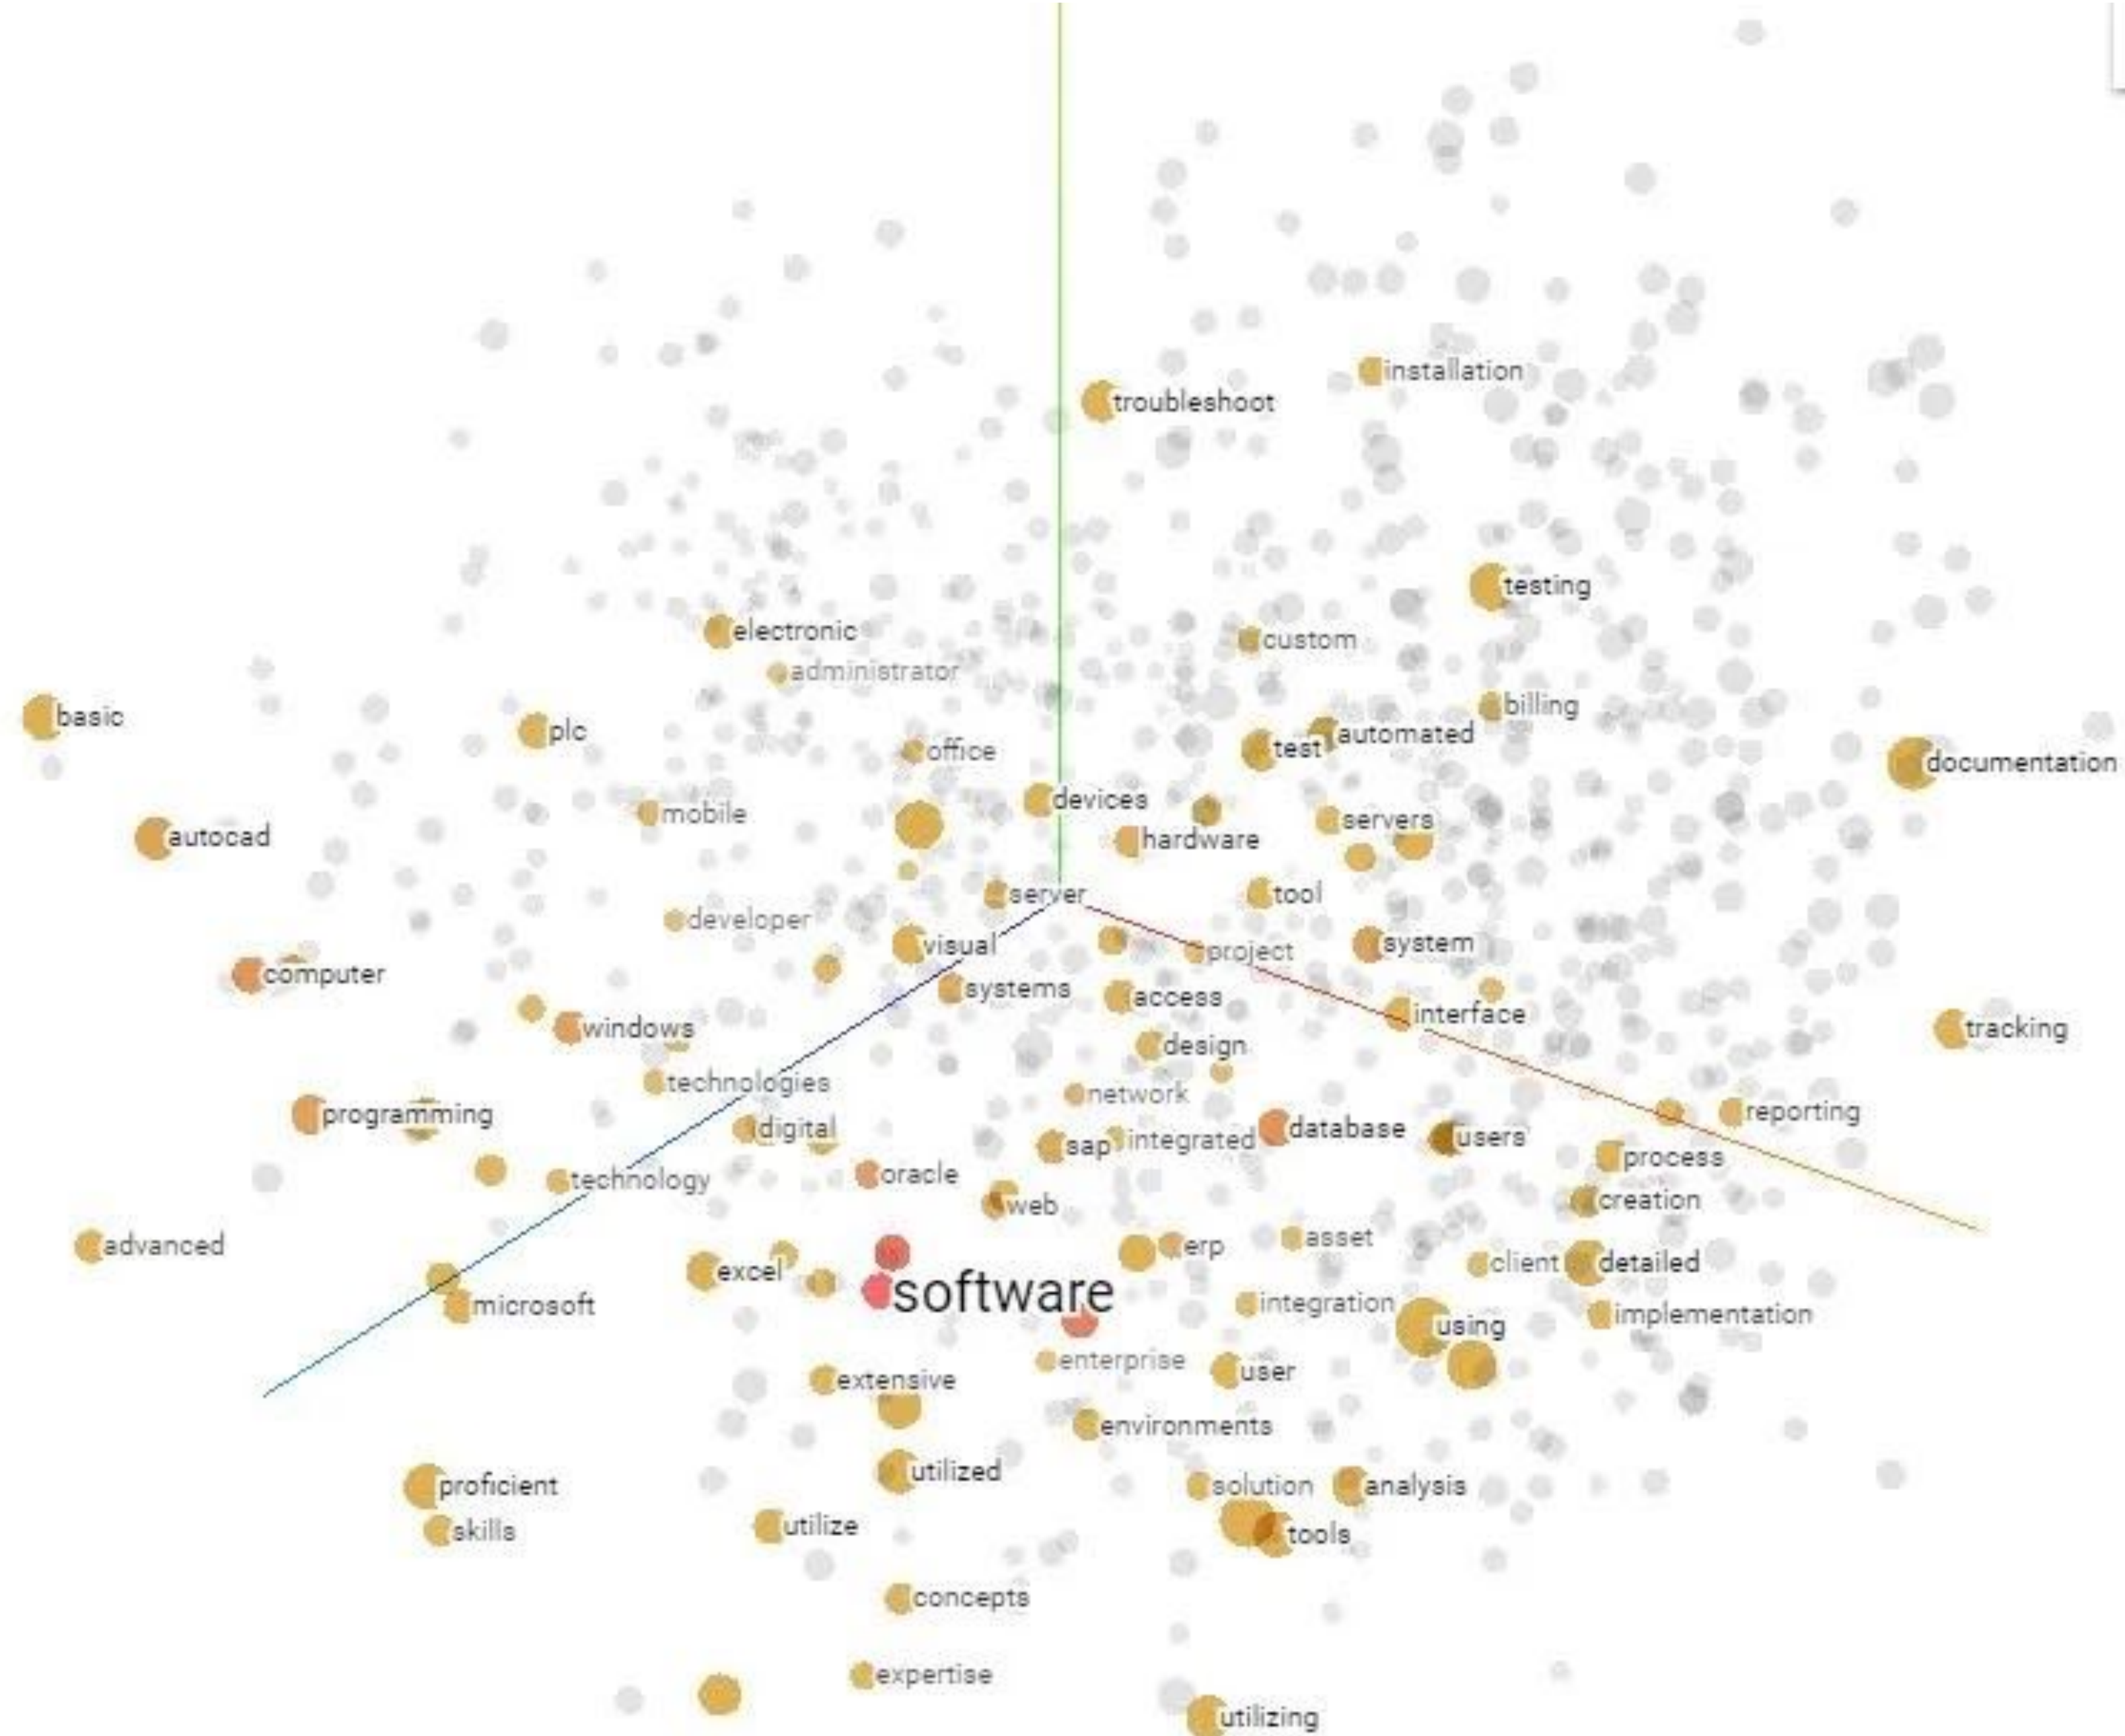 installation
troubleshoot
testing
electronic
custom
administrator
billing
basic
plc
automated
test
office
documentation
devices
mobile
servers
autocad
hardware
server
tool
developer
visual
system
project
computer
systems
access
interface
windows
tracking
design
technologies
network
reporting
programming
digital
database
users
integrated
sap
process
oracle
technology
creation
web
asset
advanced
erp
client
detailed
excel
software
integration
microsoft
implementation
using
enterprise
user
extensive
environments
utilized
proficient
solution
analysis
utilize
skills
tools
concepts
expertise
utilizing